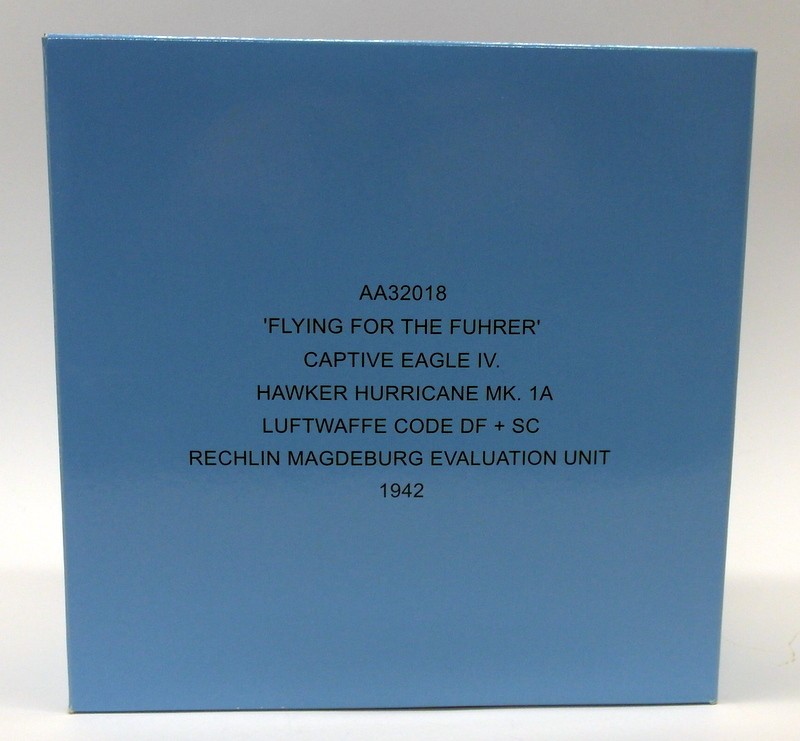 AA32018
'FLYING FOR THE FUHRER'
CAPTIVE EAGLE IV.
HAWKER HURRICANE MK. 1A
LUFTWAFFE CODE DF + SC
RECHLIN MAGDEBURG EVALUATION UNIT
1942